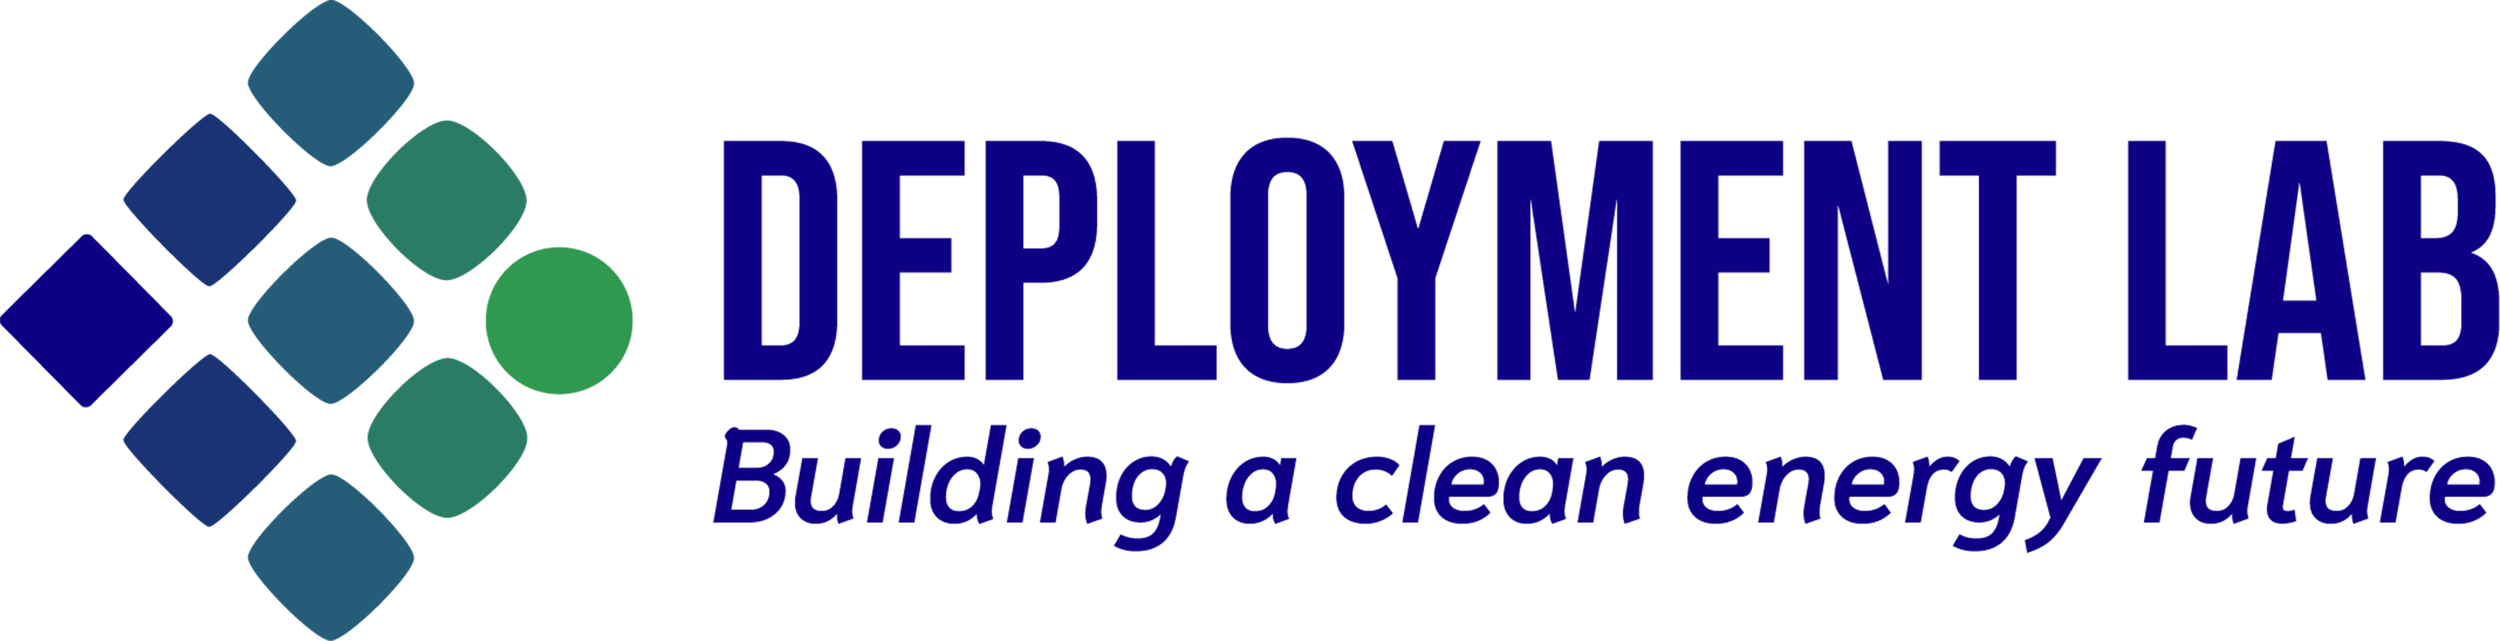 DEPLOYMENT LAB
Building a clean energy future